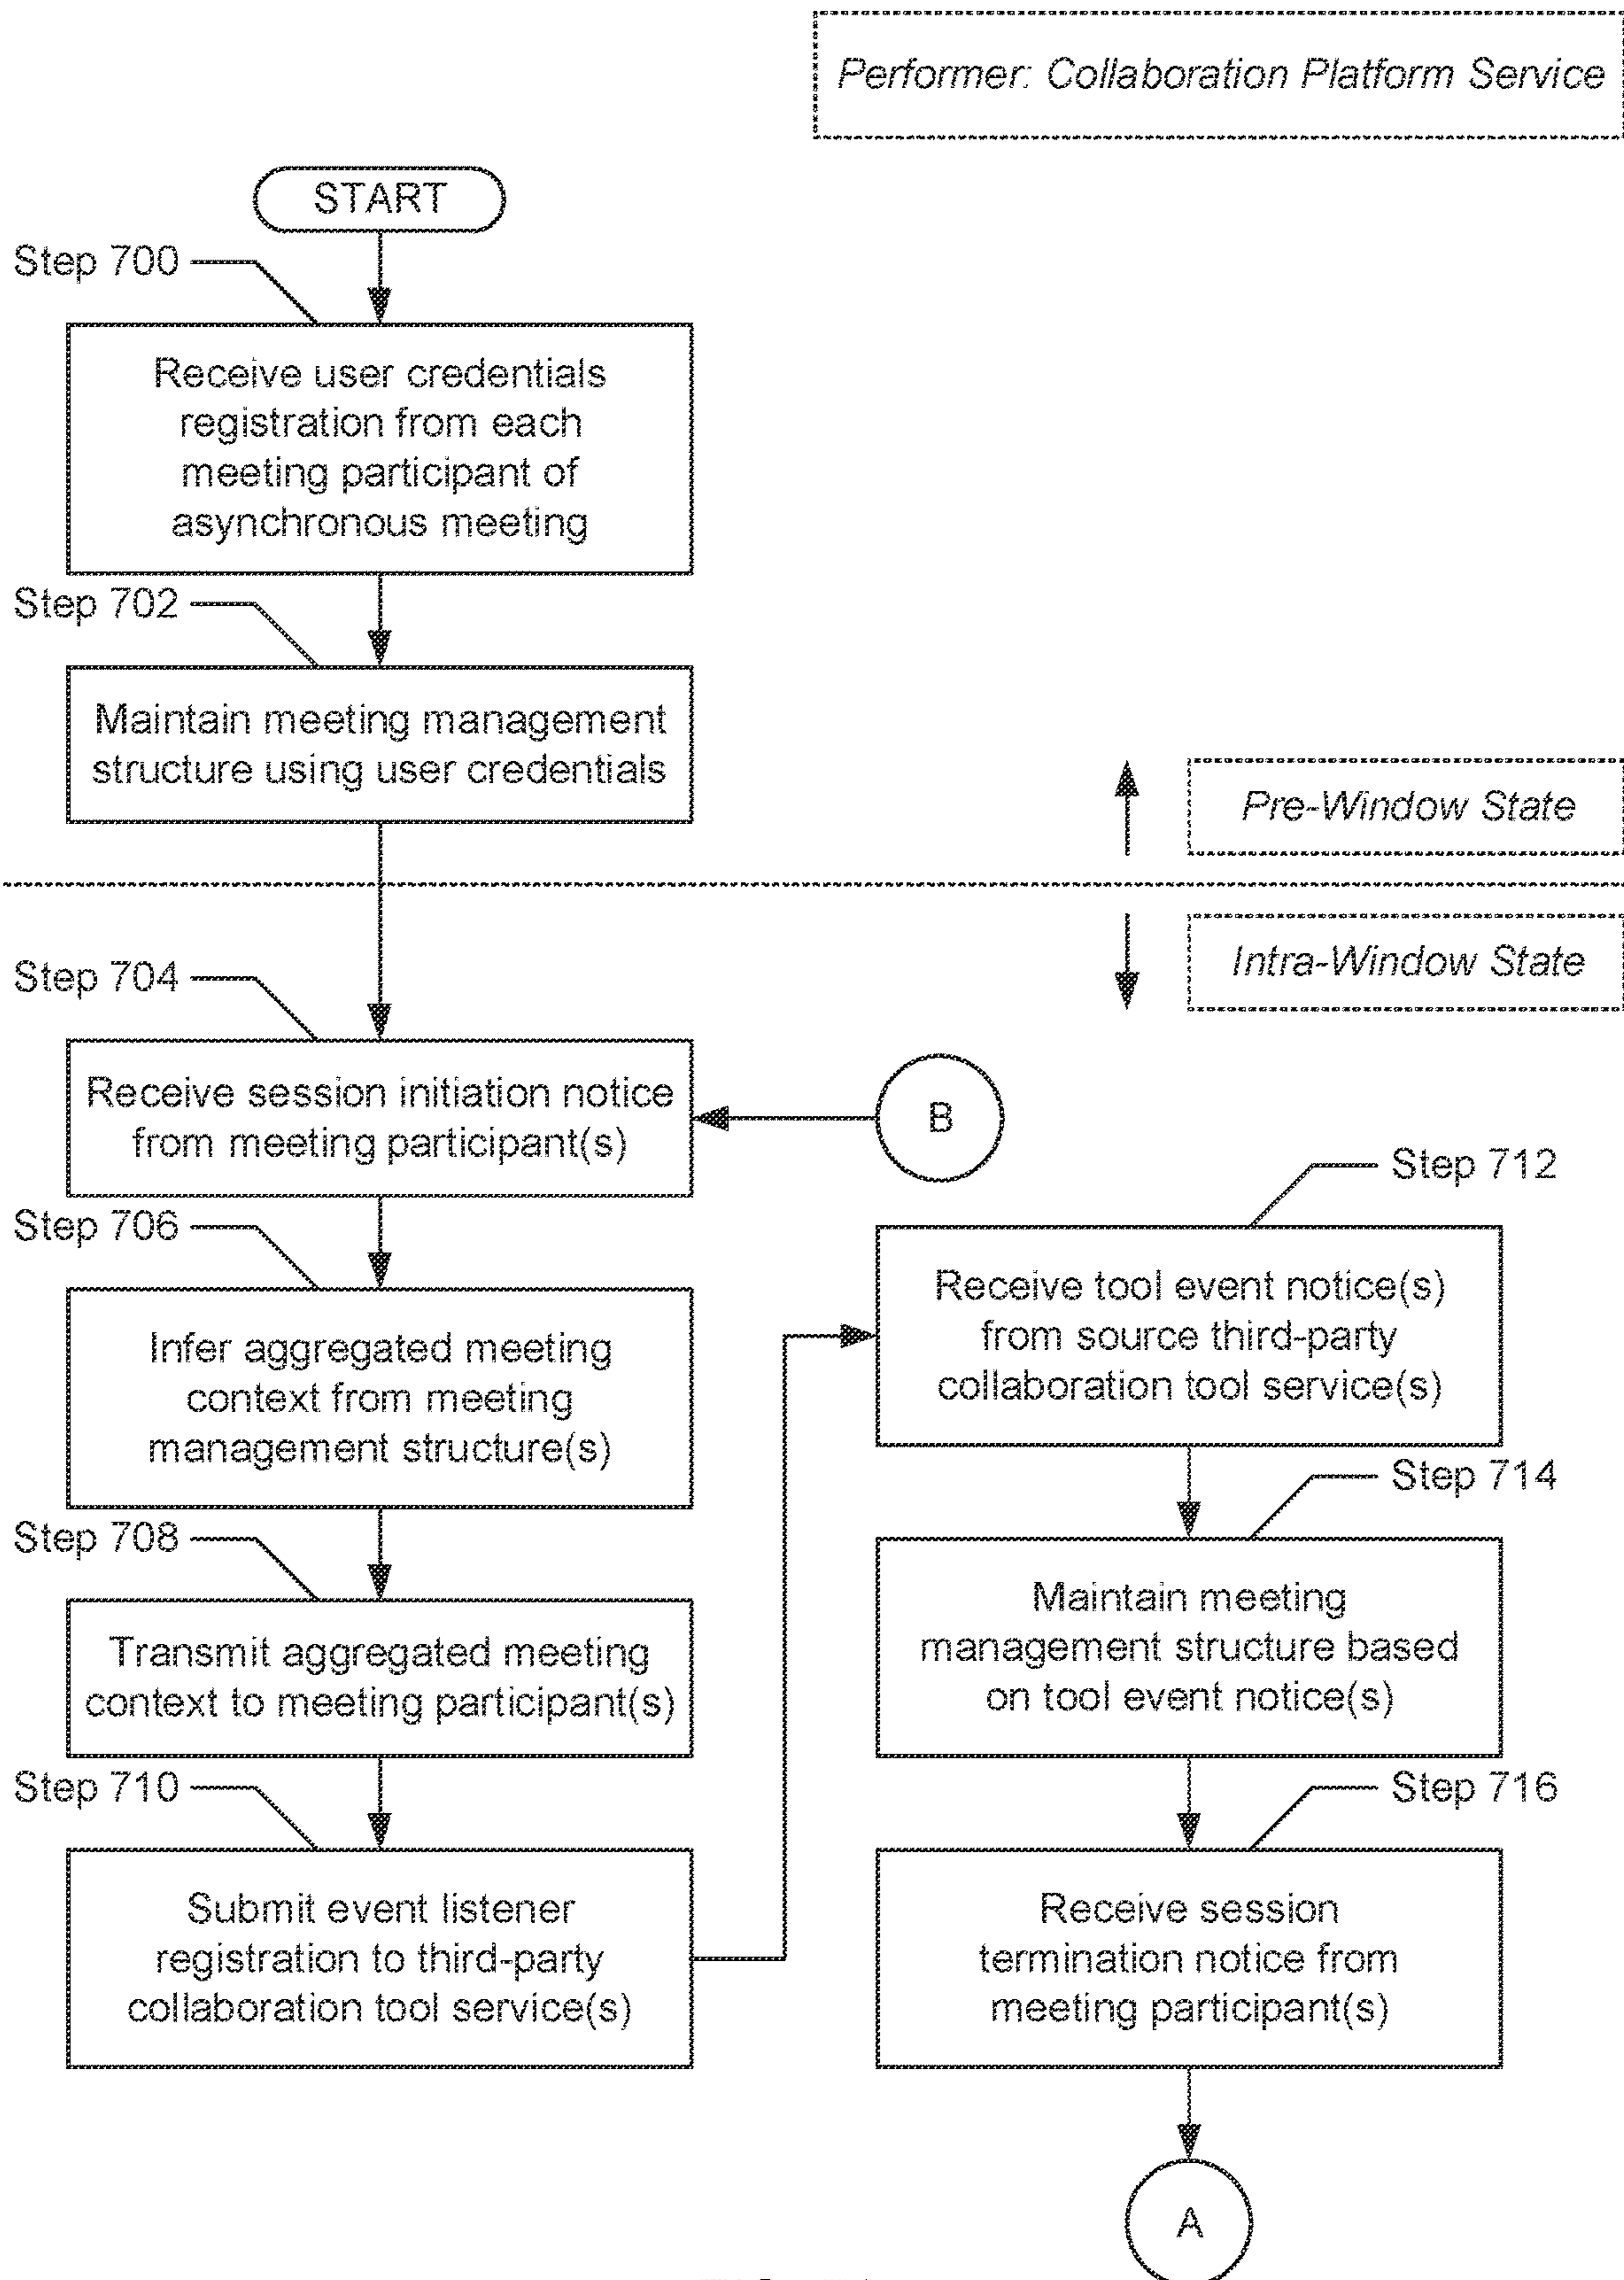 Performer: Collaboration Platform Service
START
Step 700
Receive user credentials
registration from each
meeting participant of
asynchronous meeting
Step 702
Maintain meeting management
structure using user credentials
Pre-Window State
Intra-Window State
Step 704
Receive session initiation notice
from meeting participant(s)
B
Step 706
Infer aggregated meeting
context from meeting
management structure(s)
Step 708
Transmit aggregated meeting
context to meeting participant(s)
Step 710
Submit event listener
registration to third-party
collaboration tool service(s)
Step 712
Receive tool event notice(s)
from source third-party
collaboration tool service(s)
Step 714
Maintain meeting
management structure based
on tool event notice(s)
Step 716
Receive session
termination notice from
meeting participant(s)
A